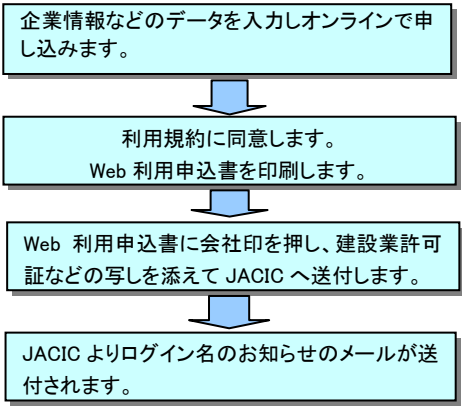 企業情報などのデータを入力しオンラインで申
し込みます。
利用規約に同意します。
Web 利用申込書を印刷します。
Web 利用申込書に会社印を押し、建設業許可
証などの写しを添えて JACIC へ送付します。
JACIC よりログイン名のお知らせのメールが送
付されます。